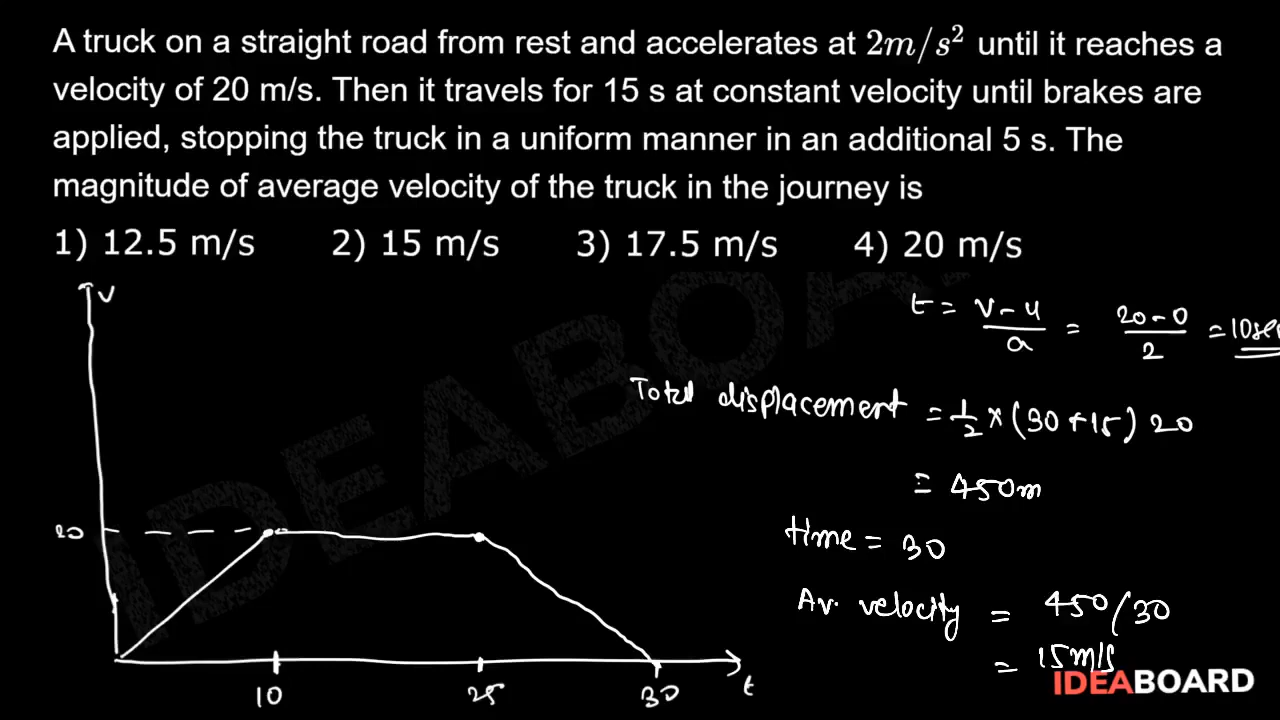 A truck on a straight road from rest and accelerates at 2m/s² until it reaches a
velocity of 20 m/s. Then it travels for 15 s at constant velocity until brakes are
applied, stopping the truck in a uniform manner in an additional 5 s. The
magnitude of average velocity of the truck in the journey is
1) 12.5 m/s 2) 15 m/s 3) 17.5 m/s 4) 20 m/s
V
t = v-u/a = 20-0/2 = 10sec
Total displacement = 1/2 × (30+15) 20
= 450m
20
time = 30
Av. velocity = 450/30
= 15m/s
10 25 30 t
IDEABOARD
IDEABOA